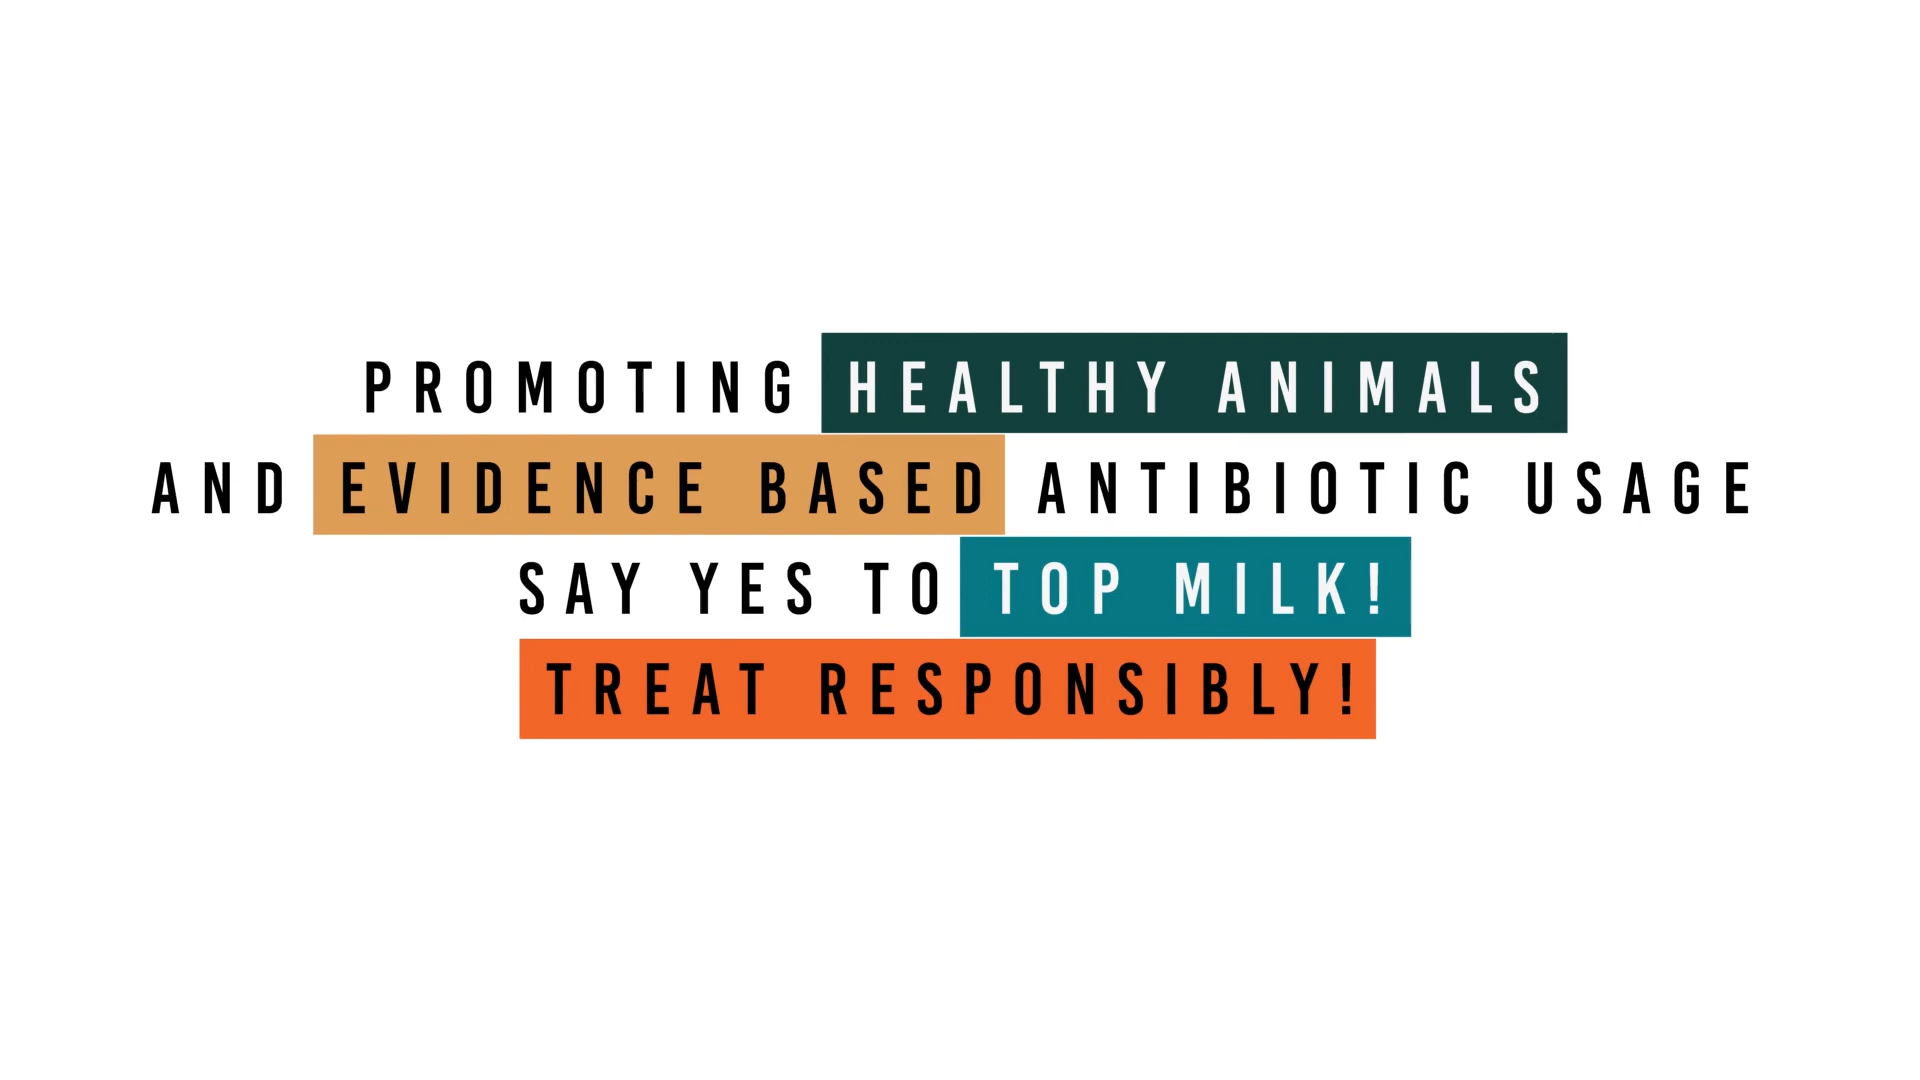 PROMOTING HEALTHY ANIMALS
AND EVIDENCE BASED ANTIBIOTIC USAGE
SAY YES TO TOP MILK!
TREAT RESPONSIBLY!